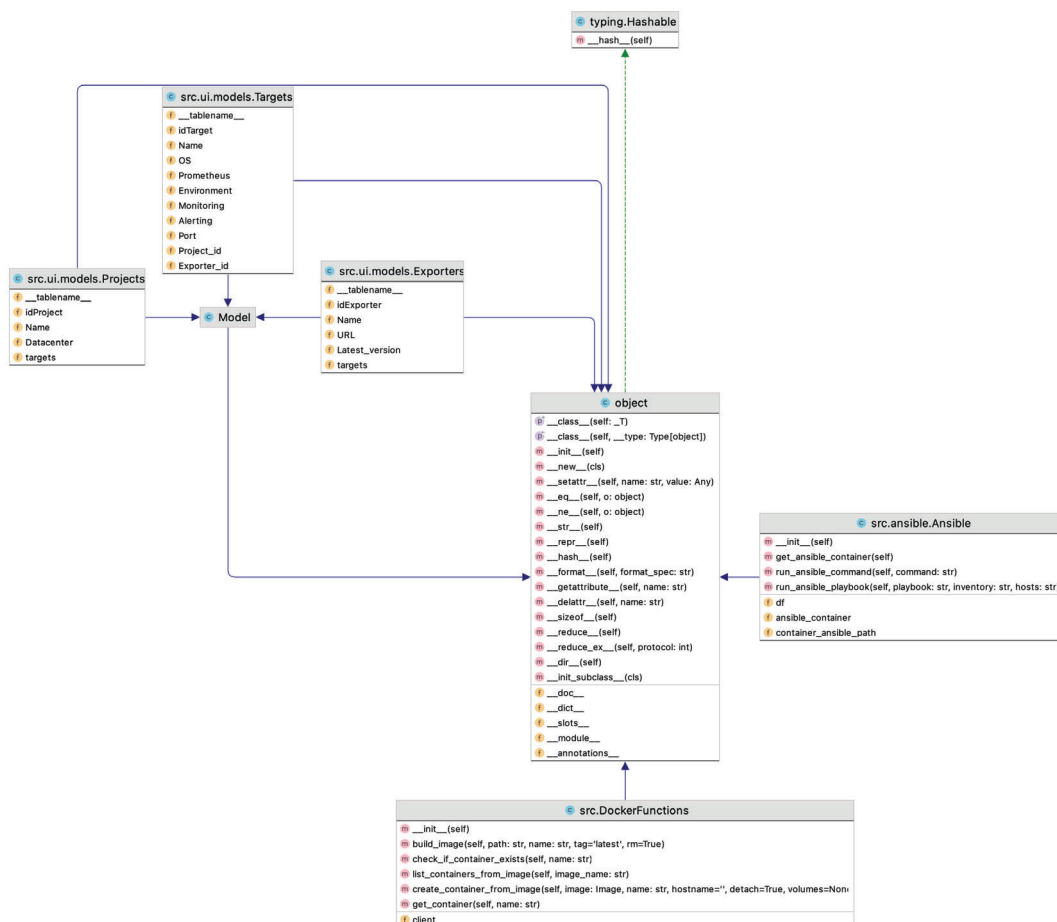 typing.Hashable
__hash__(self)
src.ui.models.Targets
__tablename__
idTarget
Name
OS
Prometheus
Environment
Monitoring
Alerting
Port
Project_id
Exporter_id
src.ui.models.Projects
__tablename__
idProject
Name
Datacenter
targets
Model
src.ui.models.Exporters
__tablename__
idExporter
Name
URL
Latest_version
targets
object
__class__(self: _T)
__class__(self, __type: Type[object])
__init__(self)
__new__(cls)
__setattr__(self, name: str, value: Any)
__eq__(self, o: object)
__ne__(self, o: object)
__str__(self)
__repr__(self)
__hash__(self)
__format__(self, format_spec: str)
__getattribute__(self, name: str)
__delattr__(self, name: str)
__sizeof__(self)
__reduce__(self)
__reduce_ex__(self, protocol: int)
__dir__(self)
__init_subclass__(cls)
__doc__
__dict__
__slots__
__module__
__annotations__
src.ansible.Ansible
__init__(self)
get_ansible_container(self)
run_ansible_command(self, command: str)
run_ansible_playbook(self, playbook: str, inventory: str, hosts: str
df
ansible_container
container_ansible_path
src.DockerFunctions
__init__(self)
build_image(self, path: str, name: str, tag='latest', rm=True)
check_if_container_exists(self, name: str)
list_containers_from_image(self, image_name: str)
create_container_from_image(self, image: Image, name: str, hostname='', detach=True, volumes=None
get_container(self, name: str)
client